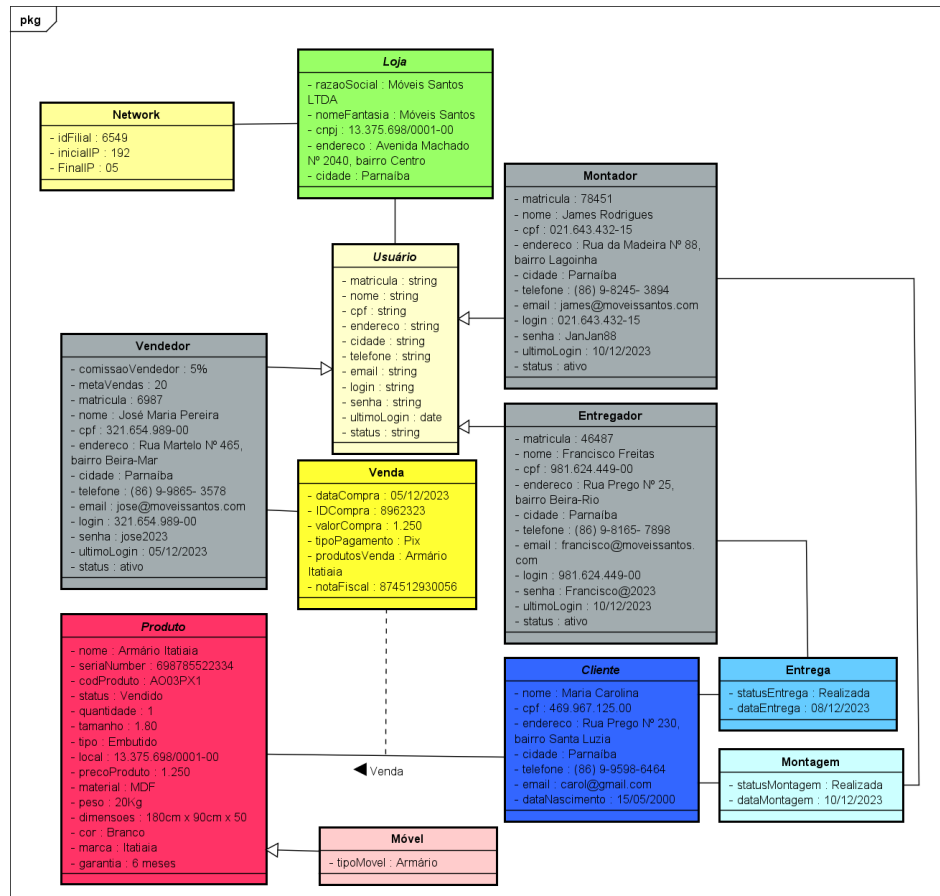 pkg
Loja
- razaoSocial : Móveis Santos
LTDA
- nomeFantasia : Móveis Santos
- cnpj : 13.375.698/0001-00
- endereco : Avenida Machado
Nº 2040, bairro Centro
- cidade : Parnaíba
Network
- idFilial : 6549
- inicialIP : 192
- FinalIP : 05
Montador
- matricula : 78451
- nome : James Rodrigues
- cpf : 021.643.432-15
- endereco : Rua da Madeira Nº 88,
bairro Lagoinha
- cidade : Parnaíba
- telefone : (86) 9-8245- 3894
- email : james@moveissantos.com
- login : 021.643.432-15
- senha : JanJan88
- ultimoLogin : 10/12/2023
- status : ativo
Usuário
- matricula : string
- nome : string
- cpf : string
- endereco : string
- cidade : string
- telefone : string
- email : string
- login : string
- senha : string
- ultimoLogin : date
- status : string
Vendedor
- comissaoVendedor : 5%
- metaVendas : 20
- matricula : 6987
- nome : José Maria Pereira
- cpf : 321.654.989-00
- endereco : Rua Martelo Nº 465,
bairro Beira-Mar
- cidade : Parnaíba
- telefone : (86) 9-9865- 3578
- email : jose@moveissantos.com
- login : 321.654.989-00
- senha : jose2023
- ultimoLogin : 05/12/2023
- status : ativo
Entregador
- matricula : 46487
- nome : Francisco Freitas
- cpf : 981.624.449-00
- endereco : Rua Prego Nº 25,
bairro Beira-Rio
- cidade : Parnaíba
- telefone : (86) 9-8165- 7898
- email : francisco@moveissantos.
com
- login : 981.624.449-00
- senha : Francisco@2023
- ultimoLogin : 10/12/2023
- status : ativo
Venda
- dataCompra : 05/12/2023
- IDCompra : 8962323
- valorCompra : 1.250
- tipoPagamento : Pix
- produtosVenda : Armário
Itatiaia
- notaFiscal : 874512930056
Produto
- nome : Armário Itatiaia
- seriaNumber : 698785522334
- codProduto : AO03PX1
- status : Vendido
- quantidade : 1
- tamanho : 1.80
- tipo : Embutido
- local : 13.375.698/0001-00
- precoProduto : 1.250
- material : MDF
- peso : 20Kg
- dimensoes : 180cm x 90cm x 50
- cor : Branco
- marca : Itatiaia
- garantia : 6 meses
Cliente
- nome : Maria Carolina
- cpf : 469.967.125.00
- endereco : Rua Prego Nº 230,
bairro Santa Luzia
- cidade : Parnaíba
- telefone : (86) 9-9598-6464
- email : carol@gmail.com
- dataNascimento : 15/05/2000
Entrega
- statusEntrega : Realizada
- dataEntrega : 08/12/2023
Montagem
- statusMontagem : Realizada
- dataMontagem : 10/12/2023
Venda
Móvel
- tipoMovel : Armário